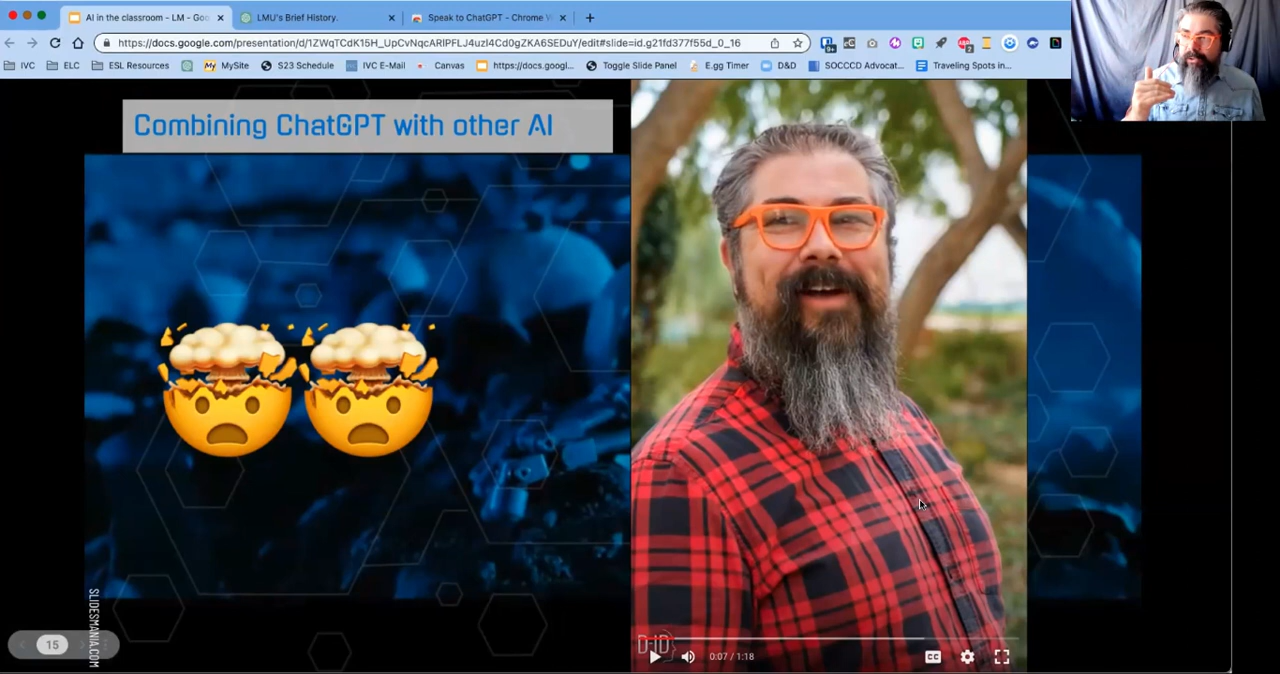 AI in the classroom - LM - Goo
LMU's Brief History.
Speak to ChatGPT - Chrome W
https://docs.google.com/presentation/d/1ZWqTCdK15H_UpCvNqcARlPFLJ4uzI4Cd0gZKA6SEDuY/edit#slide=id.g21fd377f55d_0_16
IVC
ELC
ESL Resources
MySite
S23 Schedule
IVC E-Mail
Canvas
https://docs.googl...
Toggle Slide Panel
E.gg Timer
D&D
SOCCCD Advocat...
Traveling Spots in...
Combining ChatGPT with other AI
SLIDESMANIA.COM
15
D-ID
0:07 / 1:18
CC